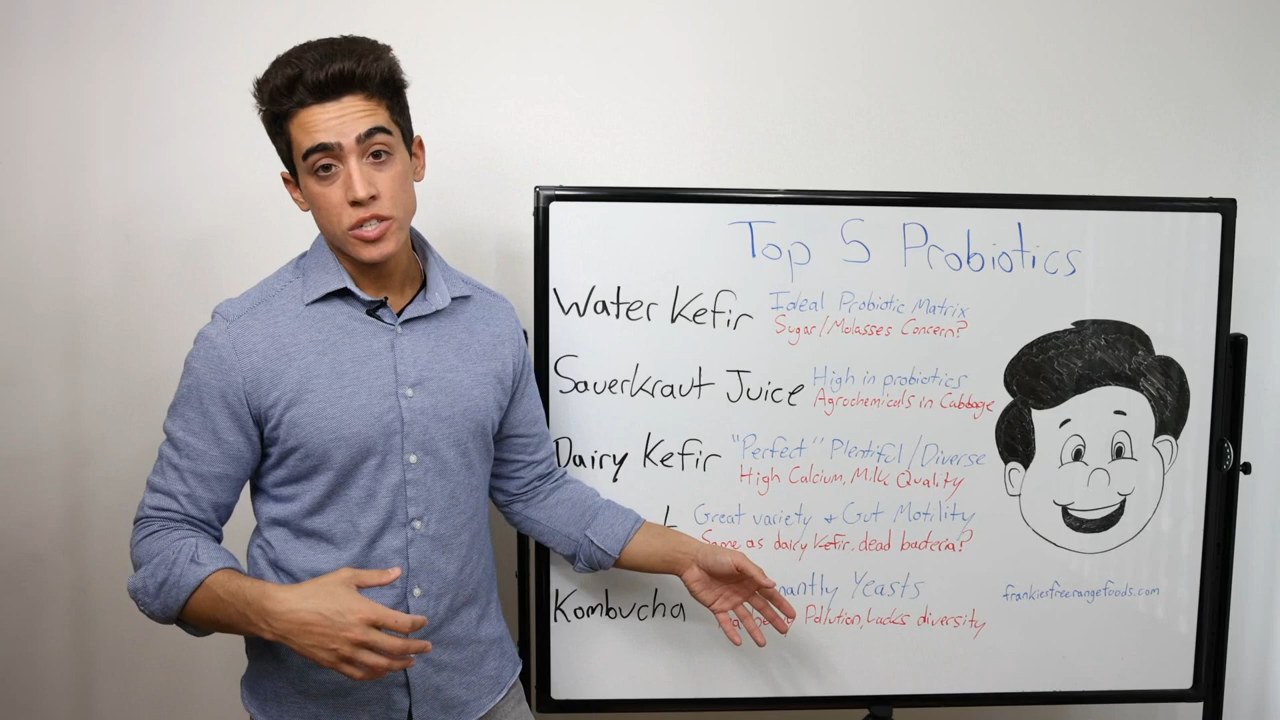 Top 5 Probiotics
Water Kefir
Ideal Probiotic Matrix
Sugar/Molasses Concern?
Sauerkraut Juice
High in probiotics
Agrochemicals in Cabbage
Dairy Kefir
"Perfect" Plentiful/Diverse
High Calcium, Milk Quality
Great variety + Gut Motility
Same as dairy Kefir, dead bacteria?
Yeasts
Kombucha
Pollution, Lacks diversity
frankiesfreerangefoods.com